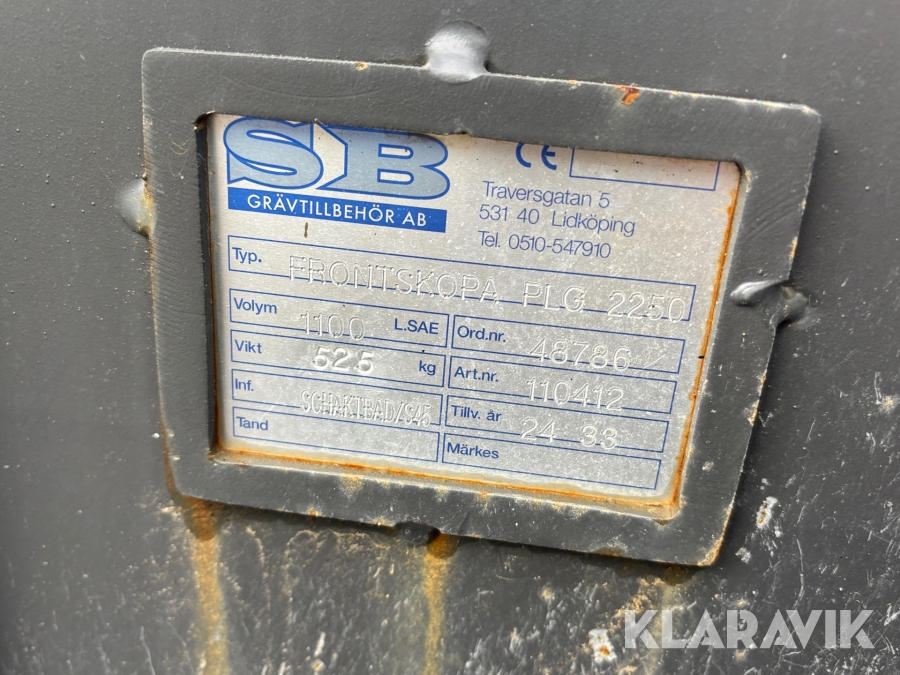 SB
GRÄVTILLBEHÖR AB
CE
Traversgatan 5
531 40 Lidköping
Tel. 0510-547910
Typ. FRONTSKOPA PLG 2250
Volym 1100 L.SAE
Ord.nr. 48786
Vikt 525 kg
Art.nr. 110412
Inf. SCHAKTBAD/S45
Tillv. år 24 33
Tand
Märkes
KLARAVIK